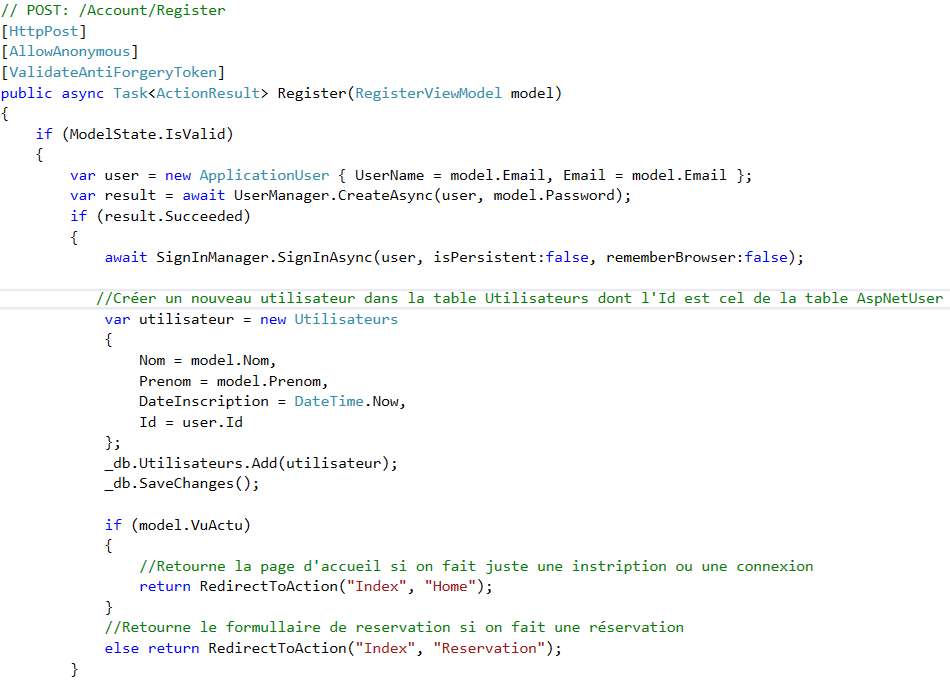 // POST: /Account/Register
[HttpPost]
[AllowAnonymous]
[ValidateAntiForgeryToken]
public async Task<ActionResult> Register(RegisterViewModel model)
{
    if (ModelState.IsValid)
    {
        var user = new ApplicationUser { UserName = model.Email, Email = model.Email };
        var result = await UserManager.CreateAsync(user, model.Password);
        if (result.Succeeded)
        {
            await SignInManager.SignInAsync(user, isPersistent:false, rememberBrowser:false);

           //Créer un nouveau utilisateur dans la table Utilisateurs dont l'Id est cel de la table AspNetUser
            var utilisateur = new Utilisateurs
            {
                Nom = model.Nom,
                Prenom = model.Prenom,
                DateInscription = DateTime.Now,
                Id = user.Id
            };
            _db.Utilisateurs.Add(utilisateur);
            _db.SaveChanges();

            if (model.VuActu)
            {
                //Retourne la page d'accueil si on fait juste une instription ou une connexion
                return RedirectToAction("Index", "Home");
            }
            //Retourne le formullaire de reservation si on fait une réservation
            else return RedirectToAction("Index", "Reservation");
        }